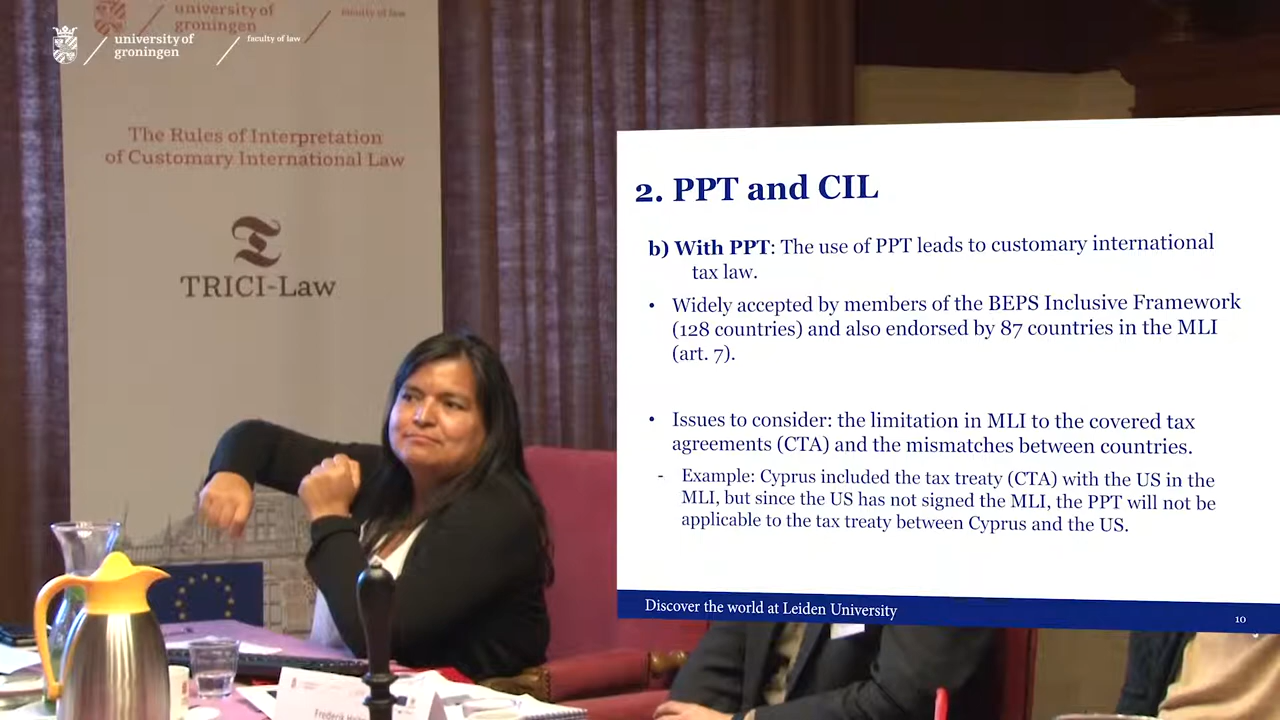 university of
groningen
faculty of law
university of
groningen
faculty of law
The Rules of Interpretation
of Customary International Law
TRICI-Law
2. PPT and CIL
b) With PPT: The use of PPT leads to customary international
tax law.
• Widely accepted by members of the BEPS Inclusive Framework
(128 countries) and also endorsed by 87 countries in the MLI
(art. 7).
• Issues to consider: the limitation in MLI to the covered tax
agreements (CTA) and the mismatches between countries.
- Example: Cyprus included the tax treaty (CTA) with the US in the
MLI, but since the US has not signed the MLI, the PPT will not be
applicable to the tax treaty between Cyprus and the US.
Discover the world at Leiden University
10
Frederik